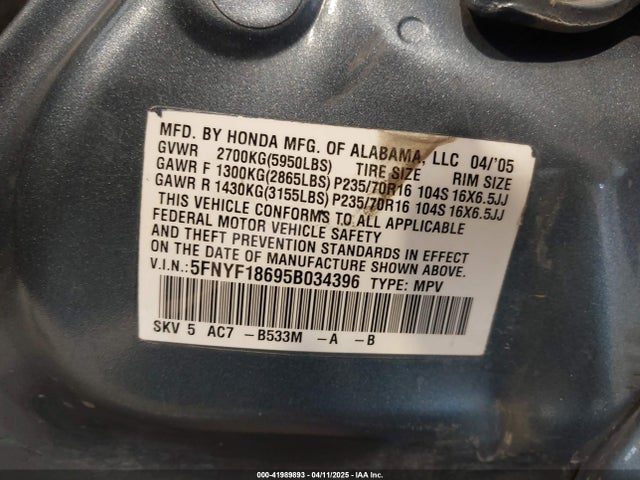 MFD. BY HONDA MFG. OF ALABAMA, LLC 04/'05
GVWR 2700KG(5950LBS) TIRE SIZE RIM SIZE
GAWR F 1300KG(2865LBS) P235/70R16 104S 16X6.5JJ
GAWR R 1430KG(3155LBS) P235/70R16 104S 16X6.5JJ
THIS VEHICLE CONFORMS TO ALL APPLICABLE
FEDERAL MOTOR VEHICLE SAFETY
AND THEFT PREVENTION STANDARDS IN EFFECT
ON THE DATE OF MANUFACTURE SHOWN ABOVE.
V.I.N.: 5FNYF18695B034396 TYPE: MPV
SKV 5 AC7 -B533M -A -B
000-41989893 - 04/11/2025 - IAA Inc.